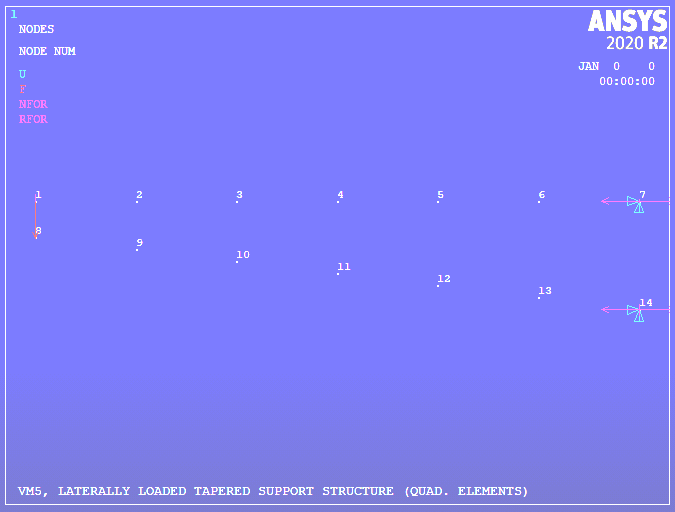 1
ANSYS
NODES
2020 R2
NODE NUM
JAN 0 0
U
00:00:00
F
NFOR
RFOR
1 2 3 4 5 6 7
8
9
10
11
12
13
14
VM5, LATERALLY LOADED TAPERED SUPPORT STRUCTURE (QUAD. ELEMENTS)